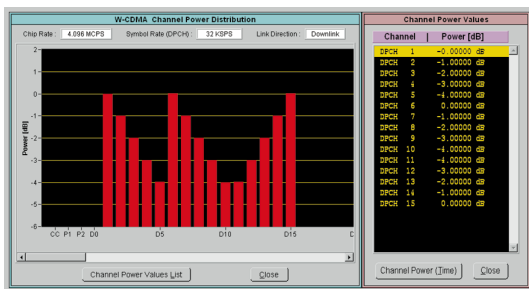 W-CDMA Channel Power Distribution
Chip Rate : 4.096 MCPS Symbol Rate (DPCH) : 32 KSPS Link Direction : Downlink
Power [dB]
2
1
0
-1
-2
-3
-4
-5
-6
CC P1 P2 D0 D5 D10 D15
Channel Power Values List Close
Channel Power Values
Channel | Power [dB]
DPCH 1 -0.00000 dB
DPCH 2 -1.00000 dB
DPCH 3 -2.00000 dB
DPCH 4 -3.00000 dB
DPCH 5 -4.00000 dB
DPCH 6 0.00000 dB
DPCH 7 -1.00000 dB
DPCH 8 -2.00000 dB
DPCH 9 -3.00000 dB
DPCH 10 -4.00000 dB
DPCH 11 -4.00000 dB
DPCH 12 -3.00000 dB
DPCH 13 -2.00000 dB
DPCH 14 -1.00000 dB
DPCH 15 0.00000 dB
Channel Power (Time) Close